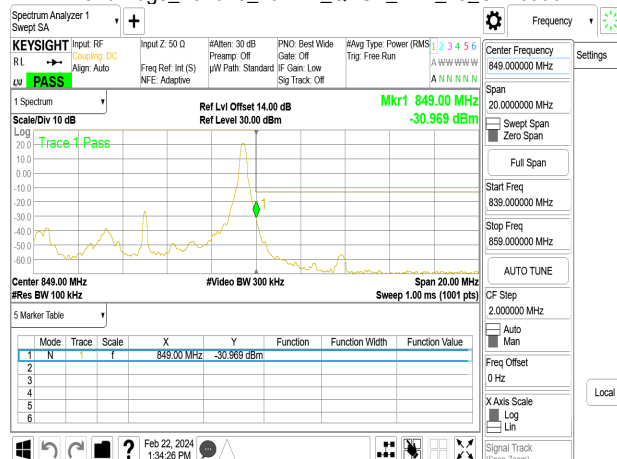 Spectrum Analyzer 1
Swept SA
Frequency
KEYSIGHT
Input: RF
Coupling: DC
Align: Auto
Input Z: 50 Ω
Freq Ref: Int (S)
NFE: Adaptive
#Atten: 30 dB
Preamp: Off
µW Path: Standard
PNO: Best Wide
Gate: Off
IF Gain: Low
Sig Track: Off
#Avg Type: Power (RMS
Trig: Free Run
1 2 3 4 5 6
A W W W W W
A N N N N N
R L
LXI
PASS
1 Spectrum
Scale/Div 10 dB
Ref Lvl Offset 14.00 dB
Ref Level 30.00 dBm
Mkr1 849.00 MHz
-30.969 dBm
Log
Trace 1 Pass
20.0
10.0
0.00
-10.0
-20.0
-30.0
-40.0
-50.0
-60.0
1
Center 849.00 MHz
#Video BW 300 kHz
Span 20.00 MHz
#Res BW 100 kHz
Sweep 1.00 ms (1001 pts)
5 Marker Table
Mode Trace Scale X Y Function Function Width Function Value
1 N 1 f 849.00 MHz -30.969 dBm
2
3
4
5
6
Feb 22, 2024
1:34:26 PM
Center Frequency
849.000000 MHz
Span
20.0000000 MHz
Swept Span
Zero Span
Full Span
Start Freq
839.000000 MHz
Stop Freq
859.000000 MHz
AUTO TUNE
CF Step
2.000000 MHz
Auto
Man
Freq Offset
0 Hz
X Axis Scale
Log
Lin
Signal Track
Settings
Local